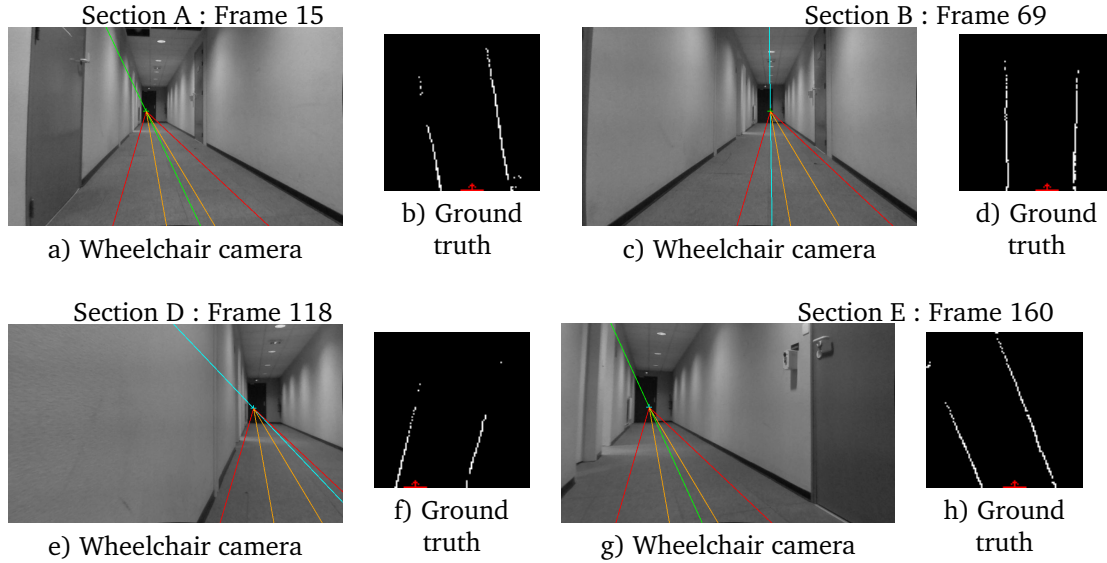 Section A : Frame 15
Section B : Frame 69
b) Ground
truth
d) Ground
truth
a) Wheelchair camera
c) Wheelchair camera
Section D : Frame 118
Section E : Frame 160
f) Ground
truth
h) Ground
truth
e) Wheelchair camera
g) Wheelchair camera